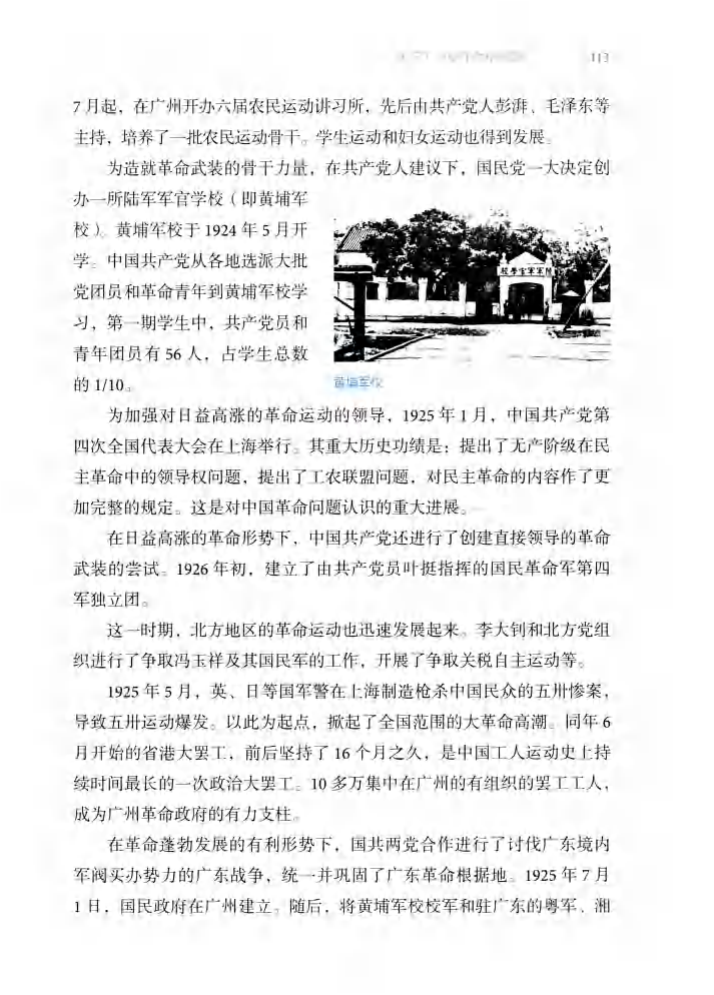 113
7 月起，在广州开办六届农民运动讲习所，先后由共产党人彭湃、毛泽东等
主持，培养了一批农民运动骨干。学生运动和妇女运动也得到发展。
为造就革命武装的骨干力量，在共产党人建议下，国民党一大决定创
办一所陆军军官学校（即黄埔军
校）。黄埔军校于 1924 年 5 月开
学。中国共产党从各地选派大批
党团员和革命青年到黄埔军校学
习，第一期学生中，共产党员和
青年团员有 56 人，占学生总数
的 1/10。
校學官軍軍陸
黄埔军校
为加强对日益高涨的革命运动的领导，1925 年 1 月，中国共产党第
四次全国代表大会在上海举行。其重大历史功绩是：提出了无产阶级在民
主革命中的领导权问题，提出了工农联盟问题，对民主革命的内容作了更
加完整的规定。这是对中国革命问题认识的重大进展。
在日益高涨的革命形势下，中国共产党还进行了创建直接领导的革命
武装的尝试。1926 年初，建立了由共产党员叶挺指挥的国民革命军第四
军独立团。
这一时期，北方地区的革命运动也迅速发展起来。李大钊和北方党组
织进行了争取冯玉祥及其国民军的工作，开展了争取关税自主运动等。
1925 年 5 月，英、日等国军警在上海制造枪杀中国民众的五卅惨案，
导致五卅运动爆发。以此为起点，掀起了全国范围的大革命高潮。同年 6
月开始的省港大罢工，前后坚持了 16 个月之久，是中国工人运动史上持
续时间最长的一次政治大罢工。10 多万集中在广州的有组织的罢工工人，
成为广州革命政府的有力支柱。
在革命蓬勃发展的有利形势下，国共两党合作进行了讨伐广东境内
军阀买办势力的广东战争，统一并巩固了广东革命根据地。1925 年 7 月
1 日，国民政府在广州建立。随后，将黄埔军校校军和驻广东的粤军、湘